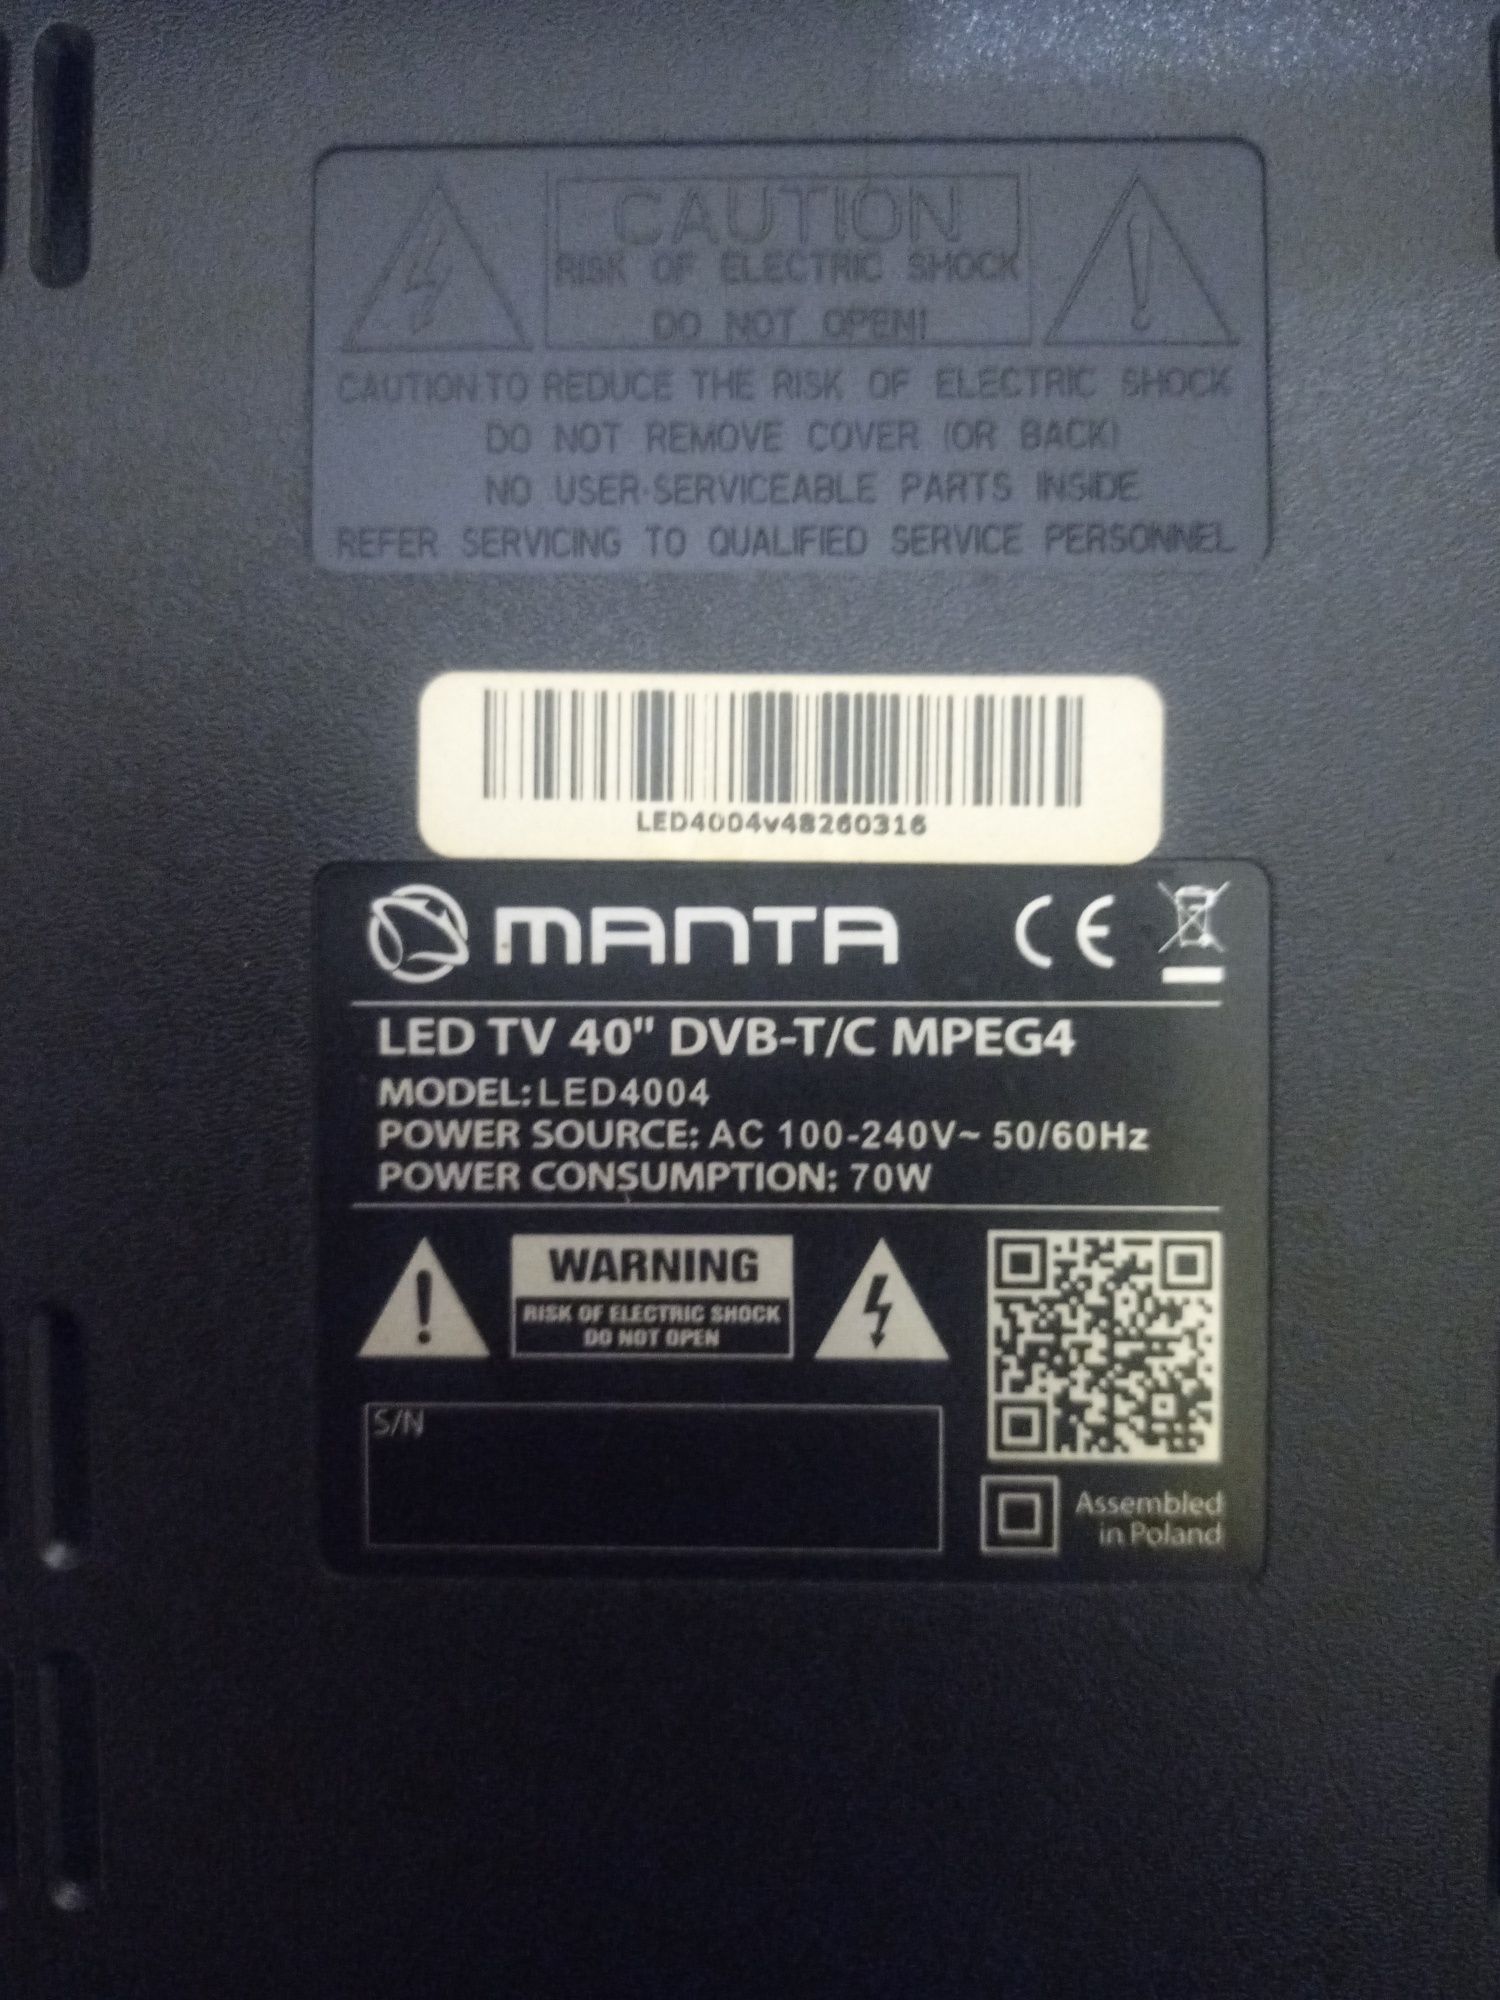 CAUTION
RISK OF ELECTRIC SHOCK
DO NOT OPEN!
CAUTION TO REDUCE THE RISK OF ELECTRIC SHOCK
DO NOT REMOVE COVER (OR BACK)
NO USER-SERVICEABLE PARTS INSIDE
REFER SERVICING TO QUALIFIED SERVICE PERSONNEL
LED4004v48260316
MANTA CE
LED TV 40" DVB-T/C MPEG4
MODEL: LED4004
POWER SOURCE: AC 100-240V~ 50/60Hz
POWER CONSUMPTION: 70W
WARNING
RISK OF ELECTRIC SHOCK
DO NOT OPEN
S/N
Assembled
in Poland